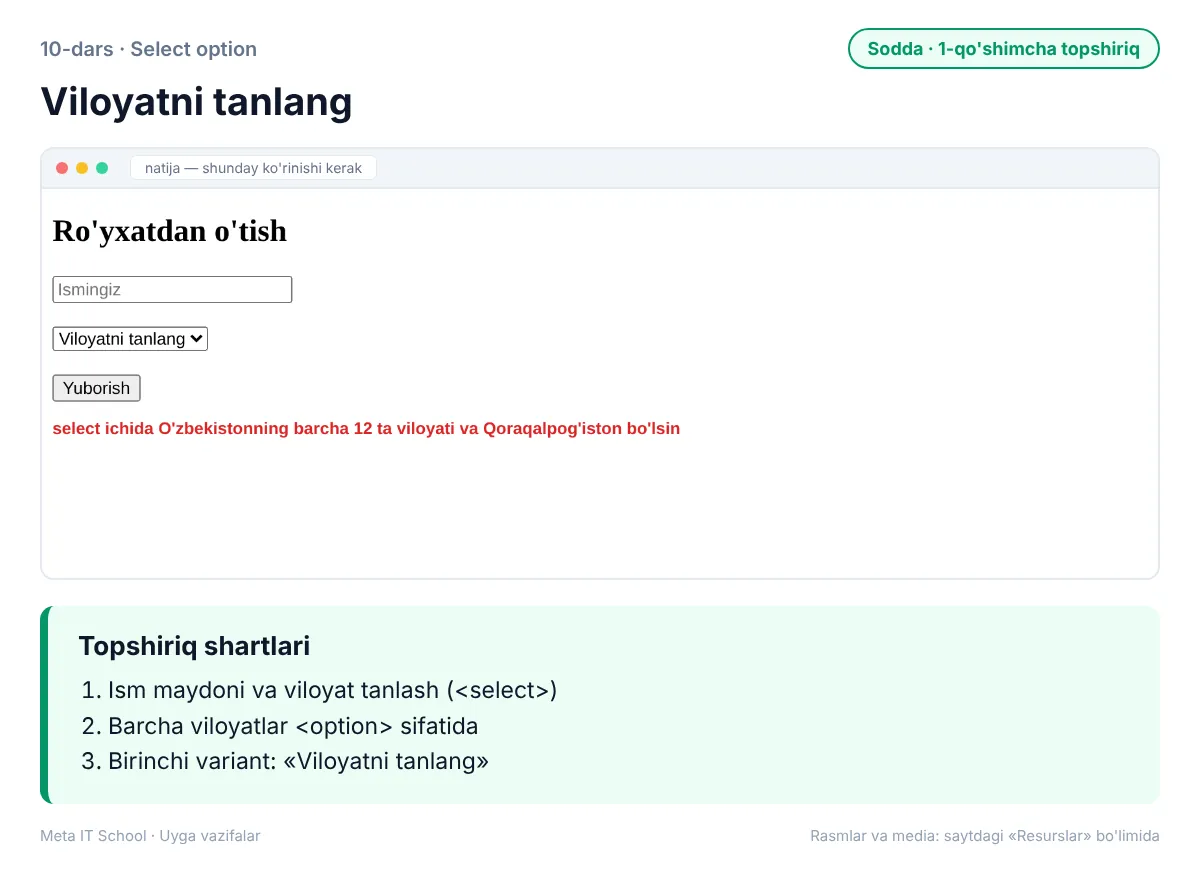 10-dars · Select option
Sodda · 1-qo'shimcha topshiriq
Viloyatni tanlang
natija — shunday ko'rinishi kerak
Ro'yxatdan o'tish
Ismingiz
Viloyatni tanlang
Yuborish
select ichida O'zbekistonning barcha 12 ta viloyati va Qoraqalpog'iston bo'lsin
Topshiriq shartlari
1. Ism maydoni va viloyat tanlash (<select>)
2. Barcha viloyatlar <option> sifatida
3. Birinchi variant: «Viloyatni tanlang»
Meta IT School · Uyga vazifalar
Rasmlar va media: saytdagi «Resurslar» bo'limida